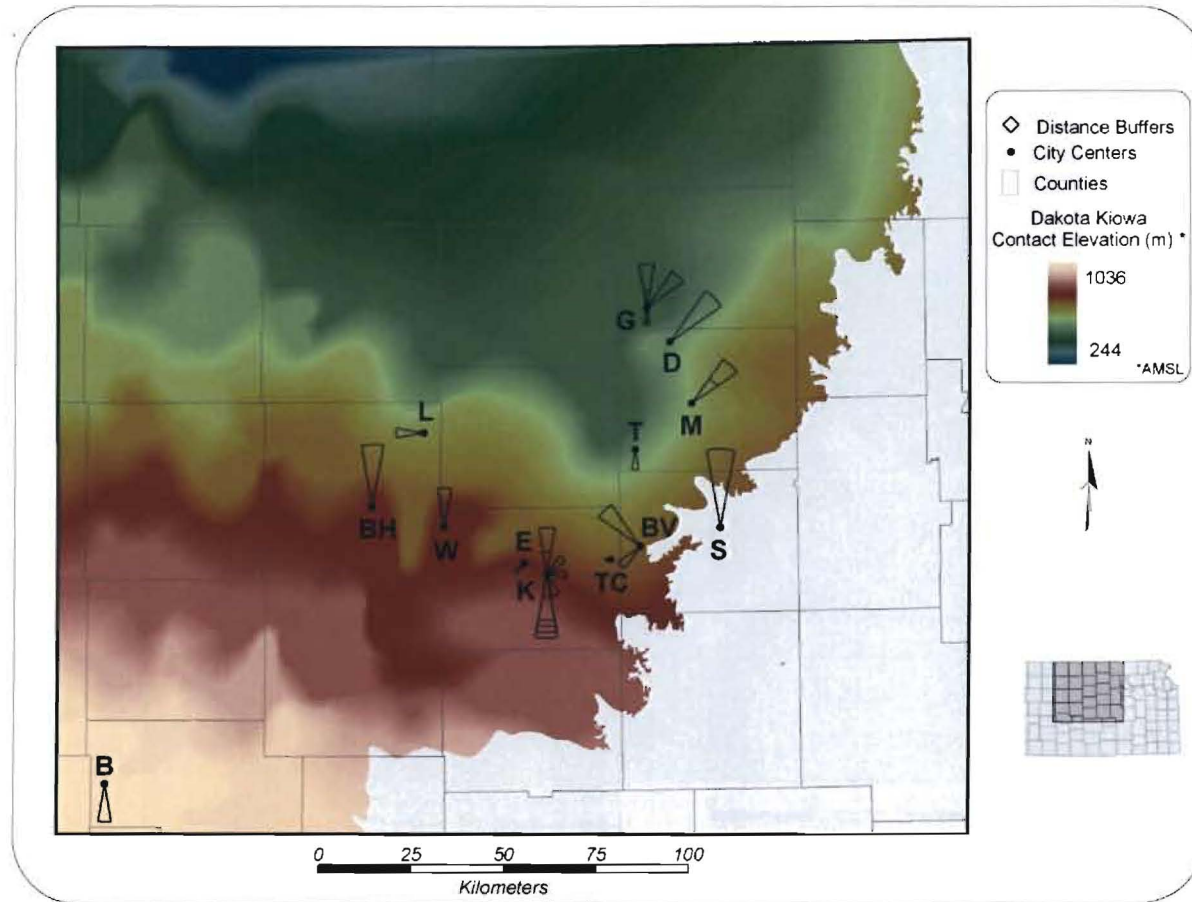 G
D
M
L
T
BH
W
BV
S
E
TC
K
B
Distance Buffers
City Centers
Counties
Dakota Kiowa
Contact Elevation (m) *
1036
244
*AMSL
N
0 25 50 75 100
Kilometers